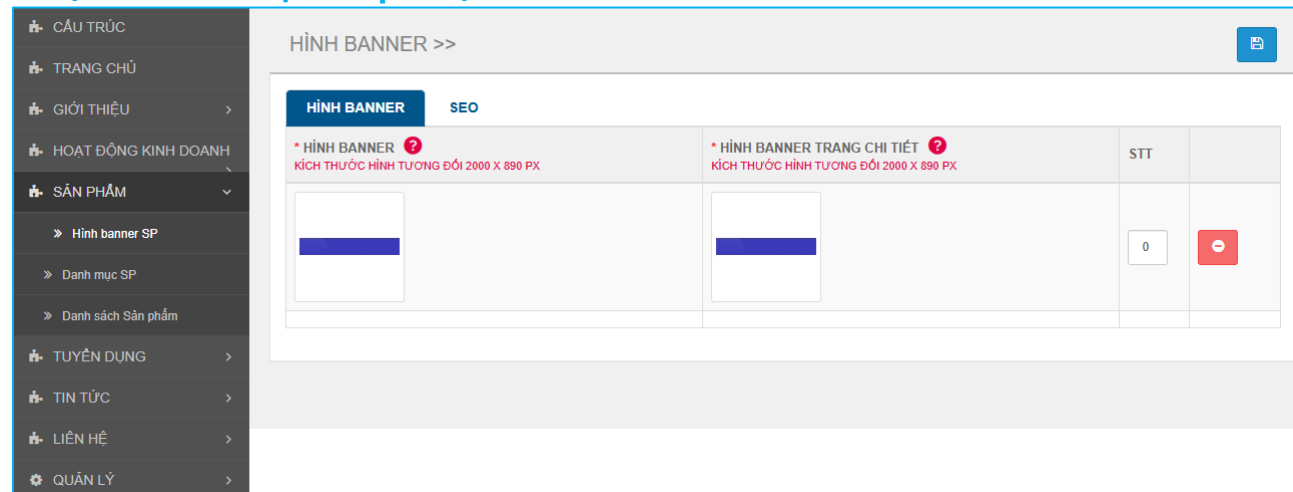 CẤU TRÚC
TRANG CHỦ
GIỚI THIỆU
HOẠT ĐỘNG KINH DOANH
SẢN PHẨM
Hình banner SP
Danh mục SP
Danh sách Sản phẩm
TUYỂN DỤNG
TIN TỨC
LIÊN HỆ
QUẢN LÝ
HÌNH BANNER >>
HÌNH BANNER SEO
* HÌNH BANNER ?
KÍCH THƯỚC HÌNH TƯƠNG ĐỐI 2000 X 890 PX
* HÌNH BANNER TRANG CHI TIẾT ?
KÍCH THƯỚC HÌNH TƯƠNG ĐỐI 2000 X 890 PX
STT
0